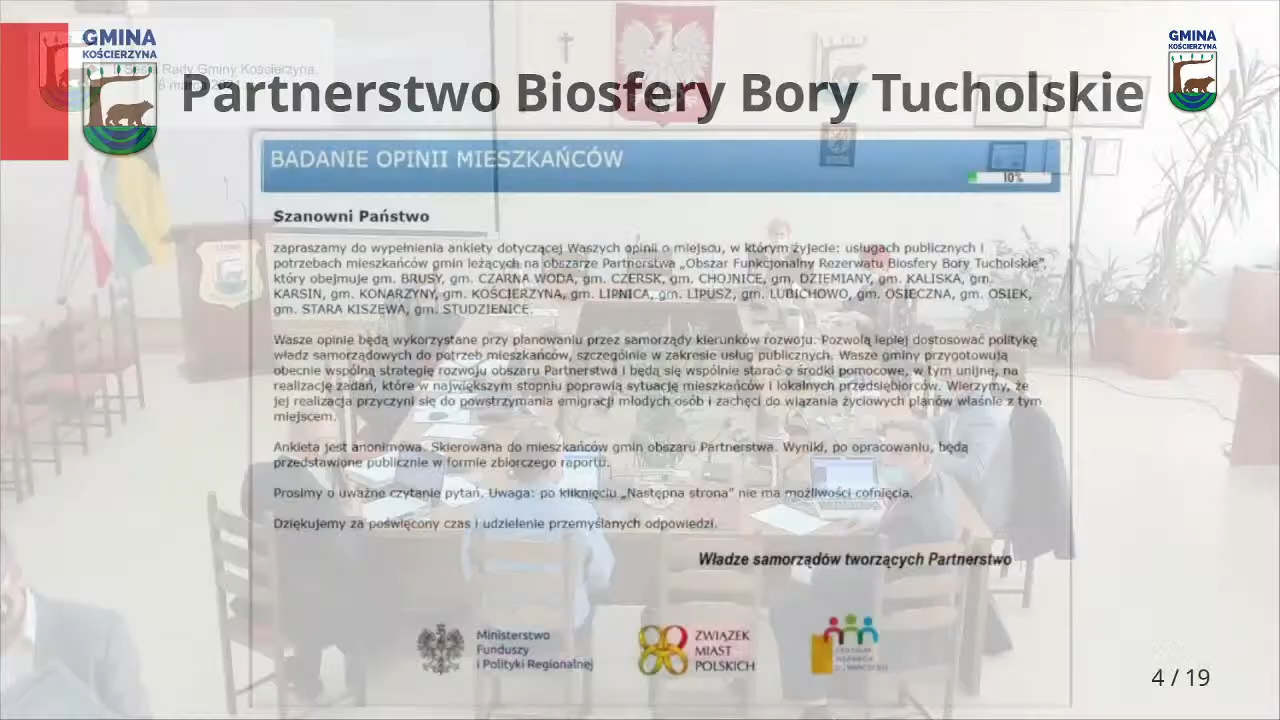 GMINA
KOŚCIERZYNA
Sesja Rady Gminy Kościerzyna.
Partnerstwo Biosfery Bory Tucholskie
GMINA
KOŚCIERZYNA
BADANIE OPINII MIESZKAŃCÓW
10%
Szanowni Państwo
zapraszamy do wypełnienia ankiety dotyczącej Waszych opinii o miejscu, w którym żyjecie: usługach publicznych i
potrzebach mieszkańców gmin leżących na obszarze Partnerstwa „Obszar Funkcjonalny Rezerwatu Biosfery Bory Tucholskie”,
który obejmuje gm. BRUSY, gm. CZARNA WODA, gm. CZERSK, gm. CHOJNICE, gm. DZIEMIANY, gm. KALISKA, gm.
KARSIN, gm. KONARZYNY, gm. KOŚCIERZYNA, gm. LIPNICA, gm. LIPUSZ, gm. LUBICHOWO, gm. OSIECZNA, gm. OSIEK,
gm. STARA KISZEWA, gm. STUDZIENICE.
Wasze opinie będą wykorzystane przy planowaniu przez samorządy kierunków rozwoju. Pozwolą lepiej dostosować politykę
władz samorządowych do potrzeb mieszkańców, szczególnie w zakresie usług publicznych. Wasze gminy przygotowują
obecnie wspólną strategię rozwoju obszaru Partnerstwa i będą się wspólnie starać o środki pomocowe, w tym unijne, na
realizację zadań, które w największym stopniu poprawią sytuację mieszkańców i lokalnych przedsiębiorców. Wierzymy, że
jej realizacja przyczyni się do powstrzymania emigracji młodych osób i zachęci do wiązania życiowych planów właśnie z tym
miejscem.
Ankieta jest anonimowa. Skierowana do mieszkańców gmin obszaru Partnerstwa. Wyniki, po opracowaniu, będą
przedstawione publicznie w formie zbiorczego raportu.
Prosimy o uważne czytanie pytań. Uwaga: po kliknięciu „Następna strona” nie ma możliwości cofnięcia.
Dziękujemy za poświęcony czas i udzielenie przemyślanych odpowiedzi.
Władze samorządów tworzących Partnerstwo
Ministerstwo
Funduszy
i Polityki Regionalnej
ZWIĄZEK
MIAST
POLSKICH
4 / 19